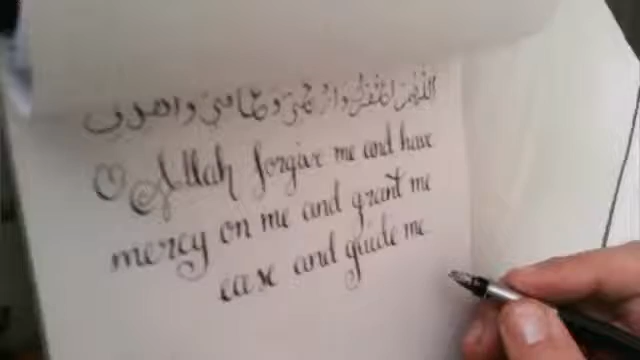 اللهم اغفرلي وارحمني وعافني واهدني
O Allah forgive me and have
mercy on me and grant me
ease and guide me